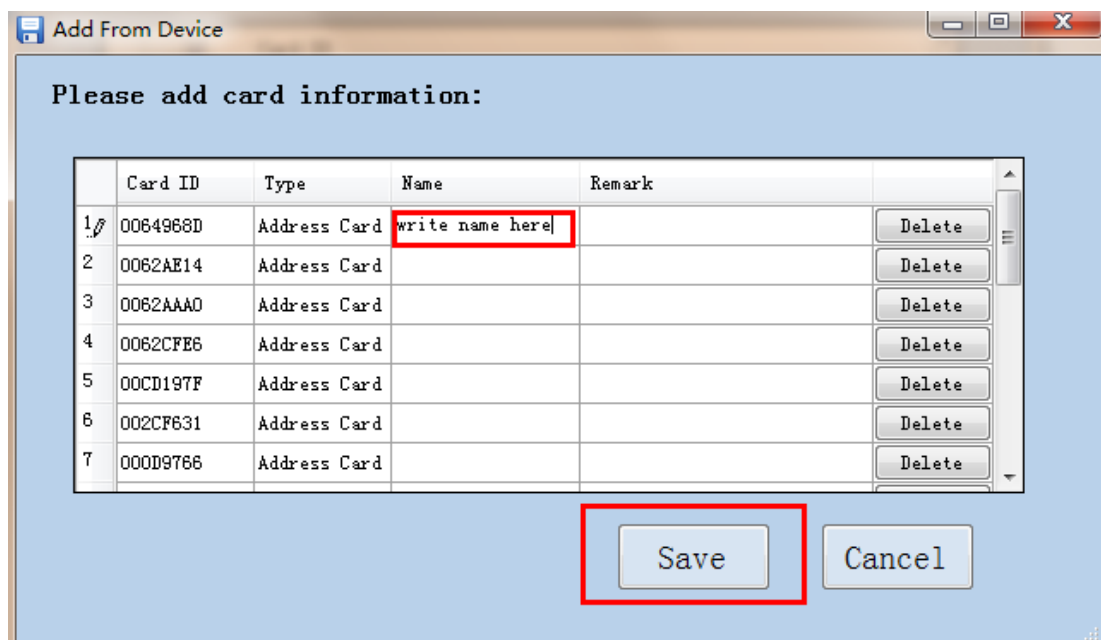 Add From Device
Please add card information:
Card ID Type Name Remark
1 0064968D Address Card write name here Delete
2 0062AE14 Address Card Delete
3 0062AAA0 Address Card Delete
4 0062CFE6 Address Card Delete
5 00CD197F Address Card Delete
6 002CF631 Address Card Delete
7 000D9766 Address Card Delete
Save Cancel